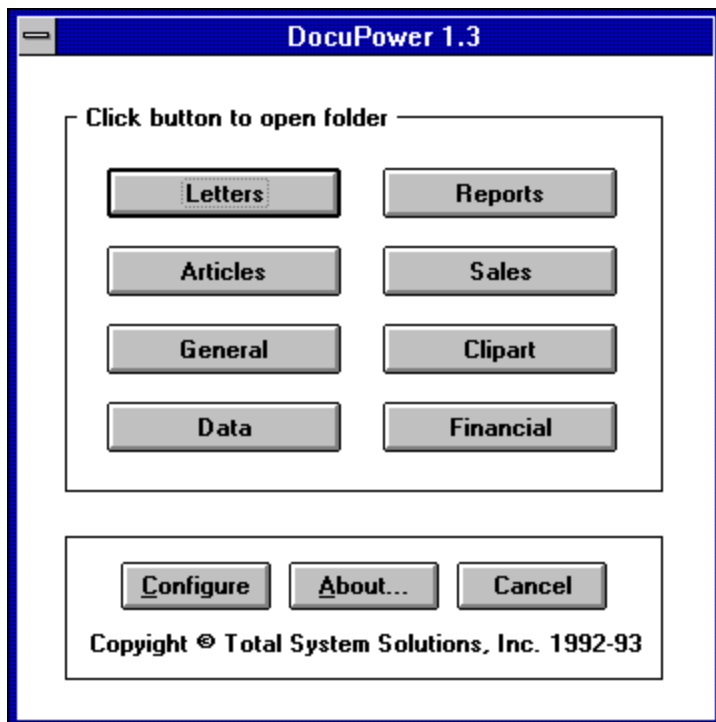 DocuPower 1.3
Click button to open folder
Letters Reports
Articles Sales
General Clipart
Data Financial
Configure About... Cancel
Copyight © Total System Solutions, Inc. 1992-93